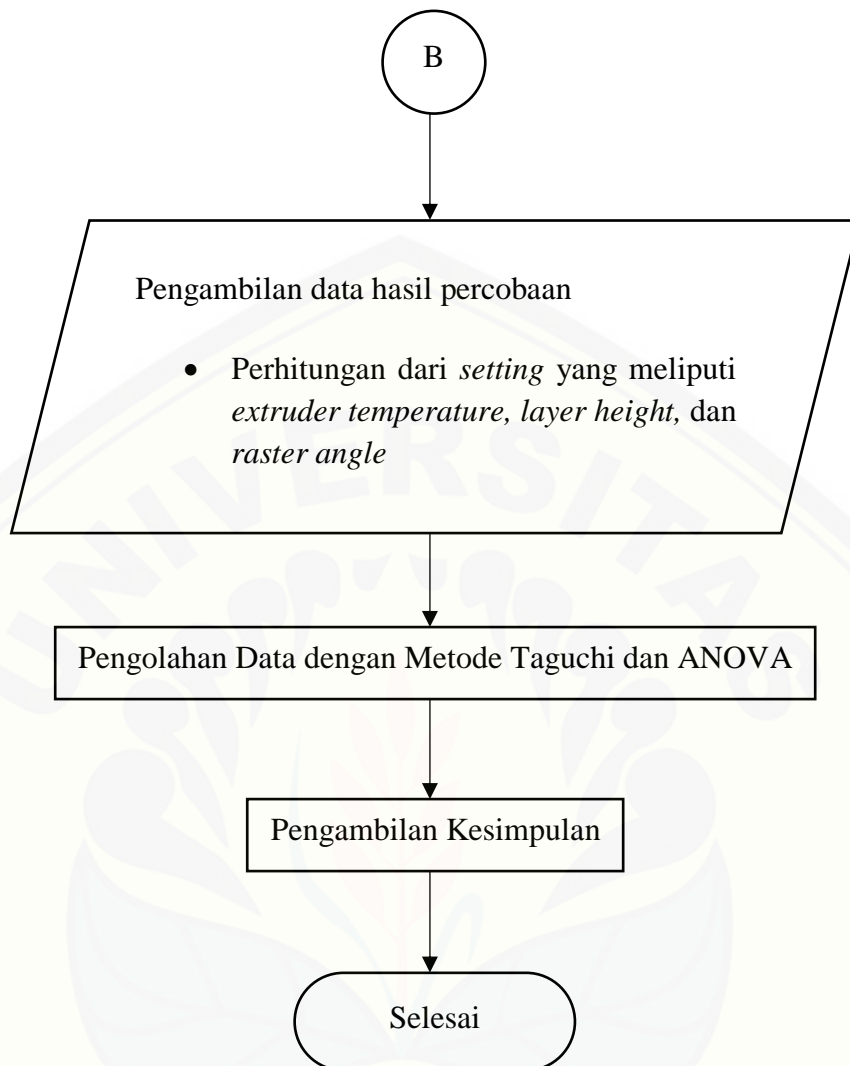 B
Pengambilan data hasil percobaan
• Perhitungan dari setting yang meliputi
extruder temperature, layer height, dan
raster angle
UNIVERSITAS
Pengolahan Data dengan Metode Taguchi dan ANOVA
Pengambilan Kesimpulan
Selesai